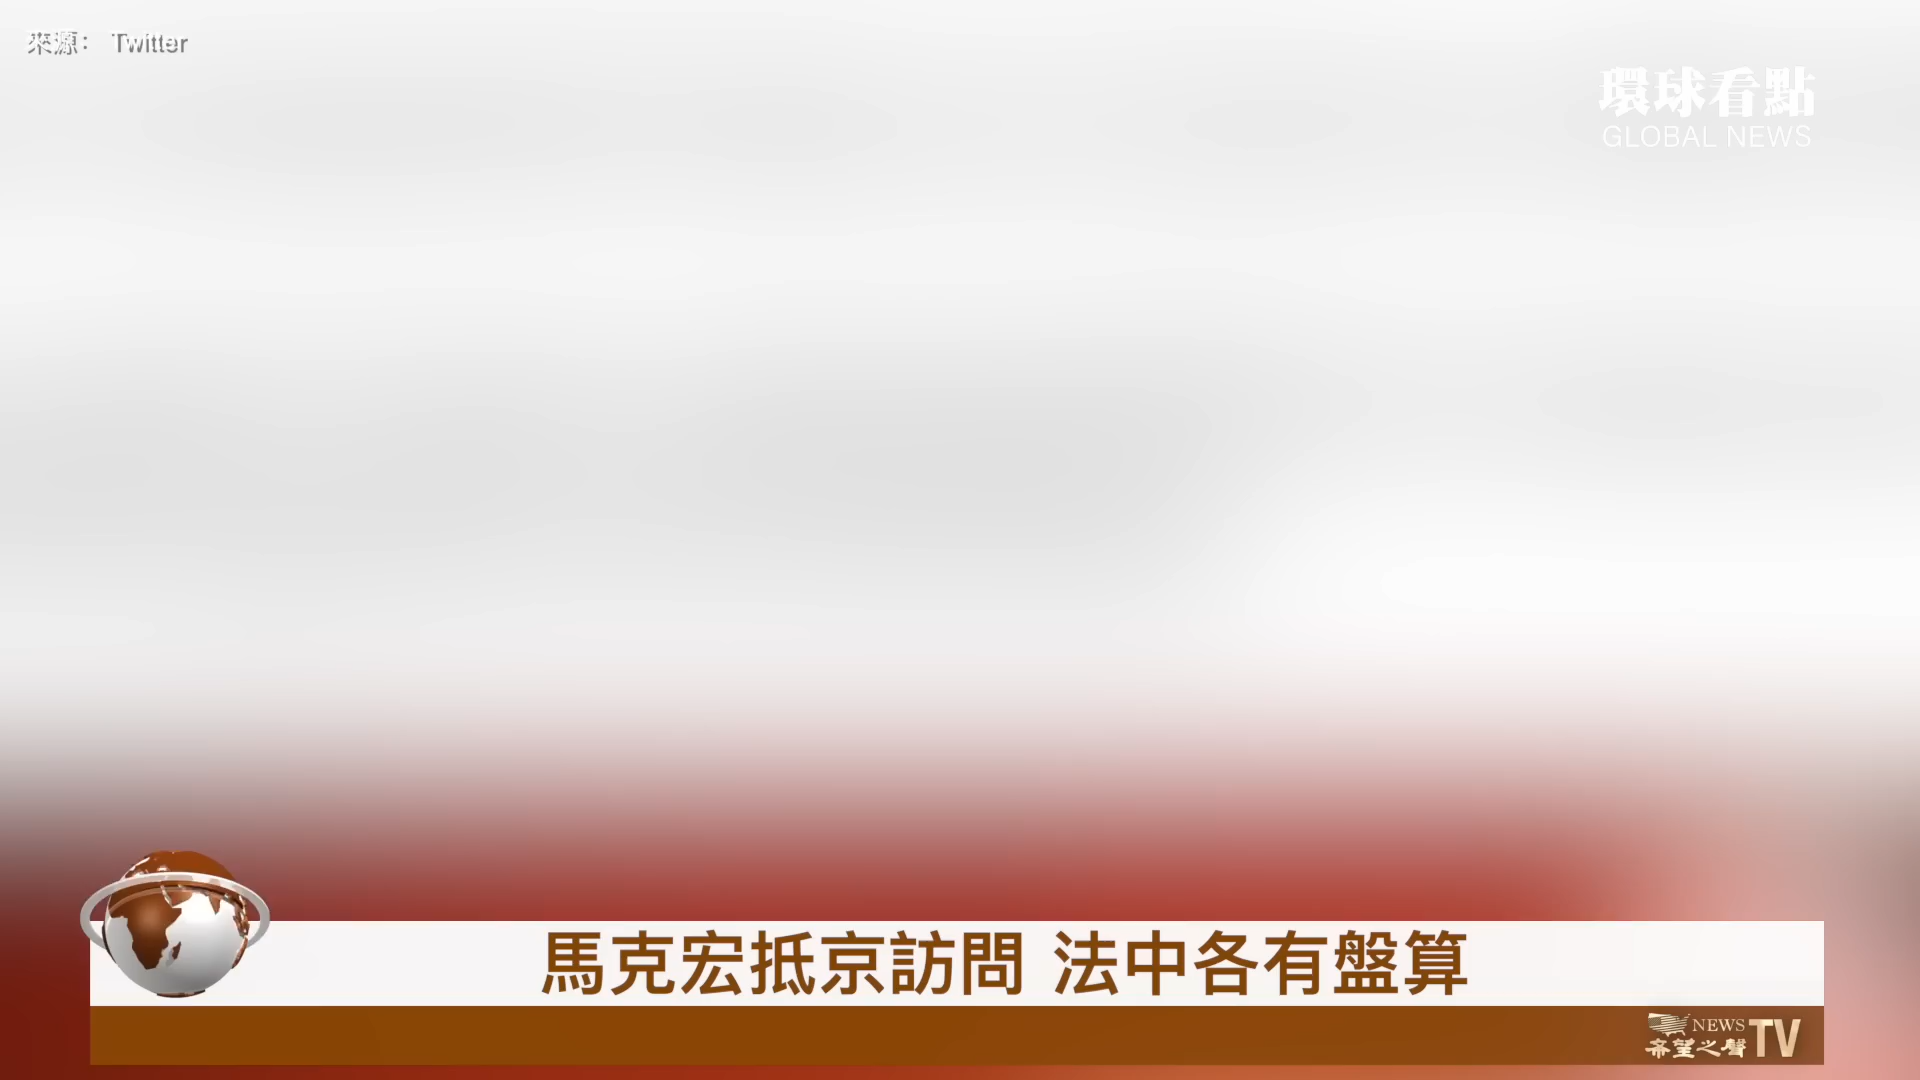 來源： Twitter
環球看點
GLOBAL NEWS
馬克宏抵京訪問 法中各有盤算
NEWS
希望之聲 TV